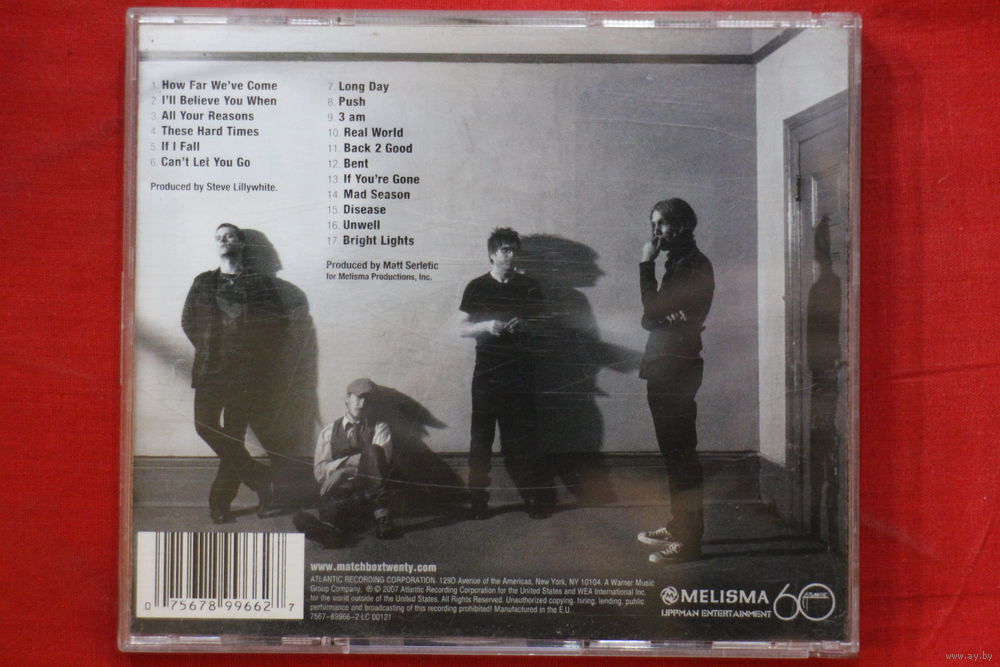 1. How Far We've Come
2. I'll Believe You When
3. All Your Reasons
4. These Hard Times
5. If I Fall
6. Can't Let You Go
Produced by Steve Lillywhite.
7. Long Day
8. Push
9. 3 am
10. Real World
11. Back 2 Good
12. Bent
13. If You're Gone
14. Mad Season
15. Disease
16. Unwell
17. Bright Lights
Produced by Matt Serletic
for Melisma Productions, Inc.
0 75678 99662 7
www.matchboxtwenty.com
ATLANTIC RECORDING CORPORATION. 1290 Avenue of the Americas, New York, NY 10104. A Warner Music
Group Company. ℗ © 2007 Atlantic Recording Corporation for the United States and WEA International Inc.
for the world outside of the United States. All Rights Reserved. Unauthorized copying, hiring, lending, public
performance and broadcasting of this recording prohibited! Manufactured in the E.U.
7567-89966-2 LC 00121
MELISMA
LIPPMAN ENTERTAINMENT
ATLANTIC
60
www.ay.by